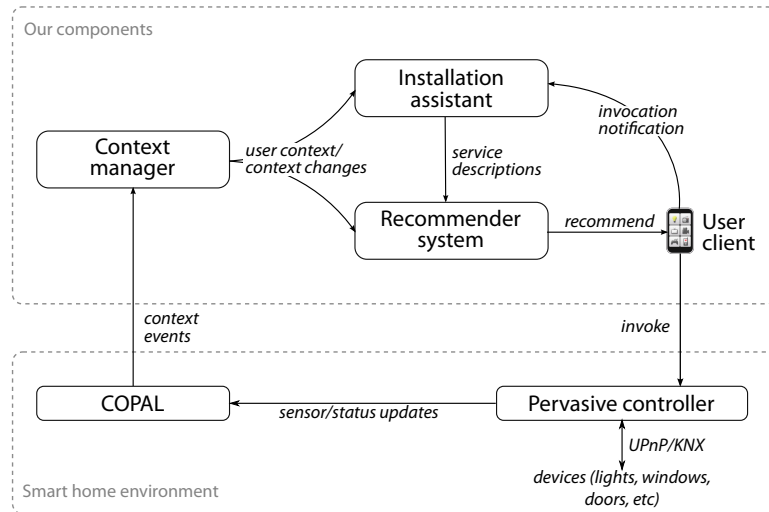 Our components
Installation
assistant
invocation
notification
Context
manager
user context/
context changes
service
descriptions
Recommender
system
recommend
User
client
context
events
invoke
COPAL
sensor/status updates
Pervasive controller
UPnP/KNX
devices (lights, windows,
doors, etc)
Smart home environment